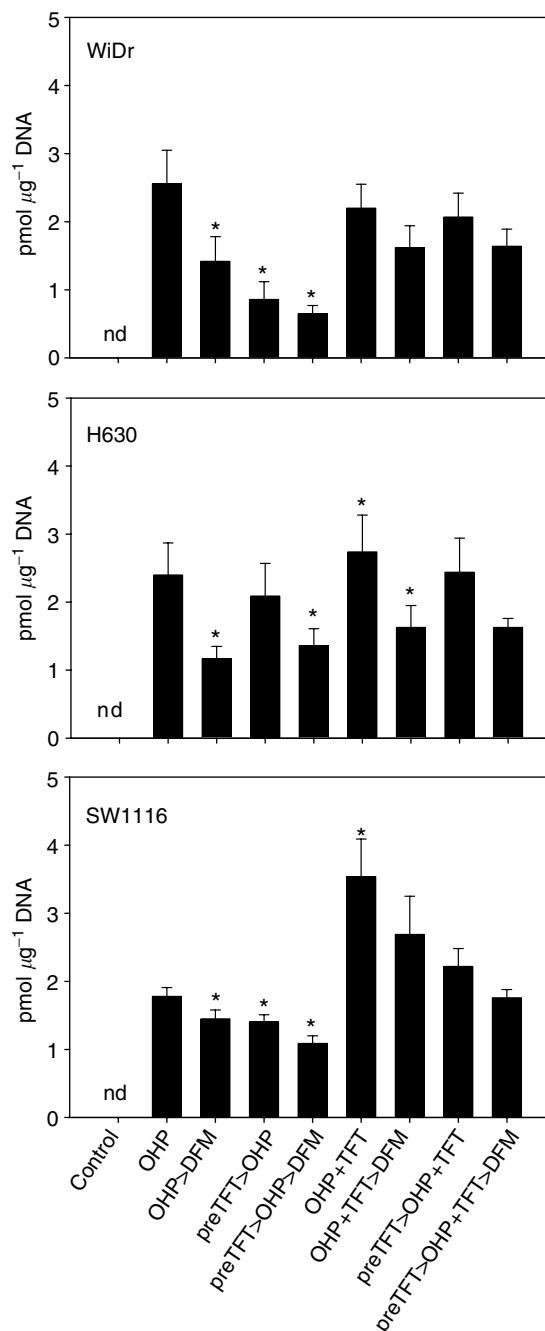 5
WiDr
4
3
2
1
0
pmol μg⁻¹ DNA
nd
*
*
*
5
H630
4
3
2
1
0
pmol μg⁻¹ DNA
nd
*
*
*
*
5
SW1116
4
3
2
1
0
pmol μg⁻¹ DNA
nd
*
*
*
*
Control
OHP
OHP>DFM
preTFT>OHP
preTFT>OHP>DFM
OHP+TFT
OHP+TFT>DFM
preTFT>OHP+TFT
preTFT>OHP+TFT>DFM